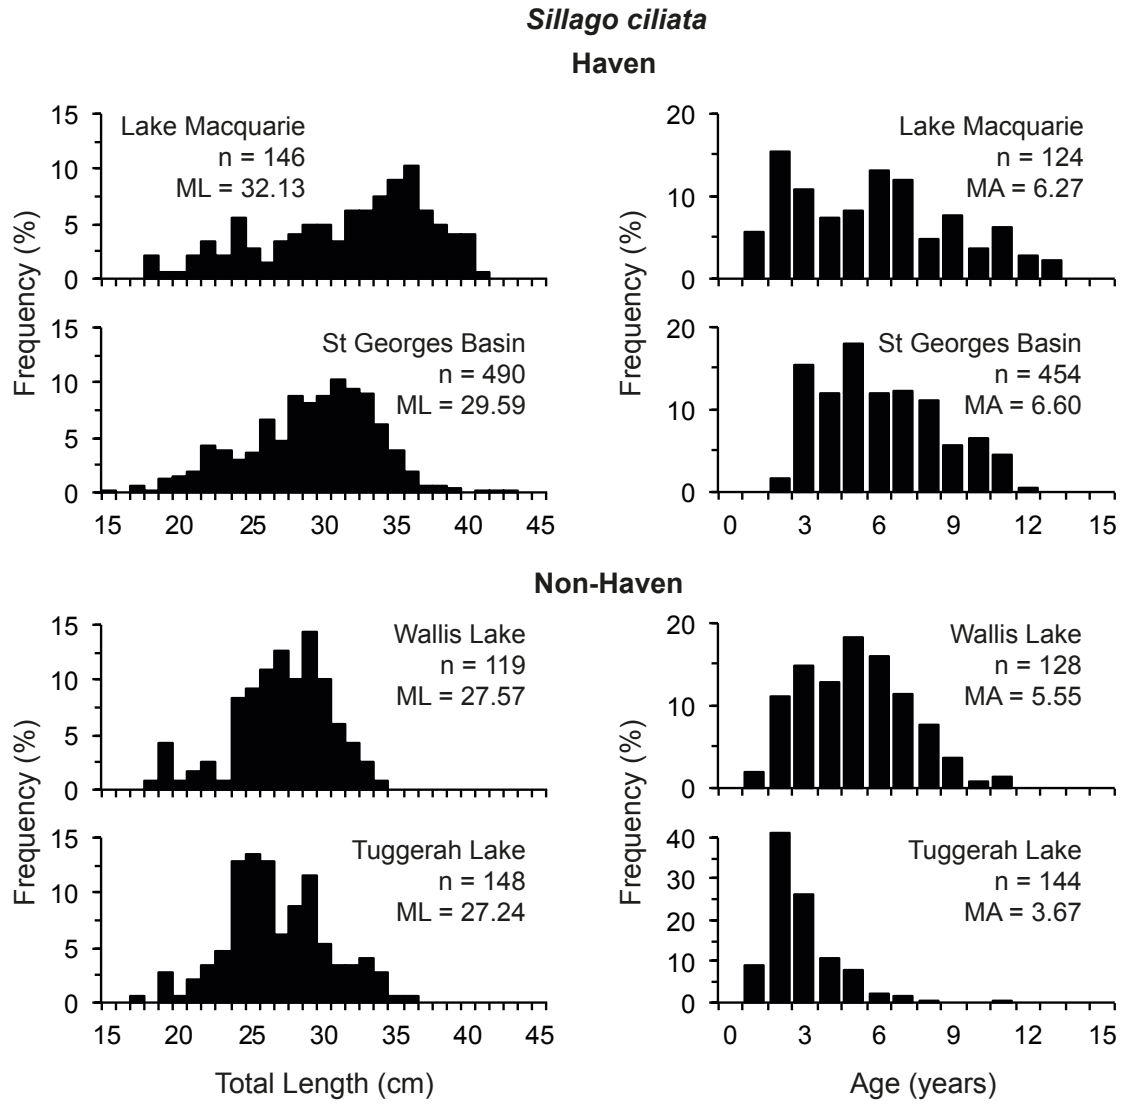 Sillago ciliata
Haven
Frequency (%)
15
10
5
0
Lake Macquarie
n = 146
ML = 32.13
15
10
5
0
St Georges Basin
n = 490
ML = 29.59
15 20 25 30 35 40 45
Frequency (%)
20
10
0
Lake Macquarie
n = 124
MA = 6.27
20
10
0
St Georges Basin
n = 454
MA = 6.60
0 3 6 9 12 15
Non-Haven
Frequency (%)
15
10
5
0
Wallis Lake
n = 119
ML = 27.57
Frequency (%)
20
10
0
Wallis Lake
n = 128
MA = 5.55
Frequency (%)
15
10
5
0
Tuggerah Lake
n = 148
ML = 27.24
15 20 25 30 35 40 45
Total Length (cm)
Frequency (%)
40
30
20
10
0
Tuggerah Lake
n = 144
MA = 3.67
0 3 6 9 12 15
Age (years)